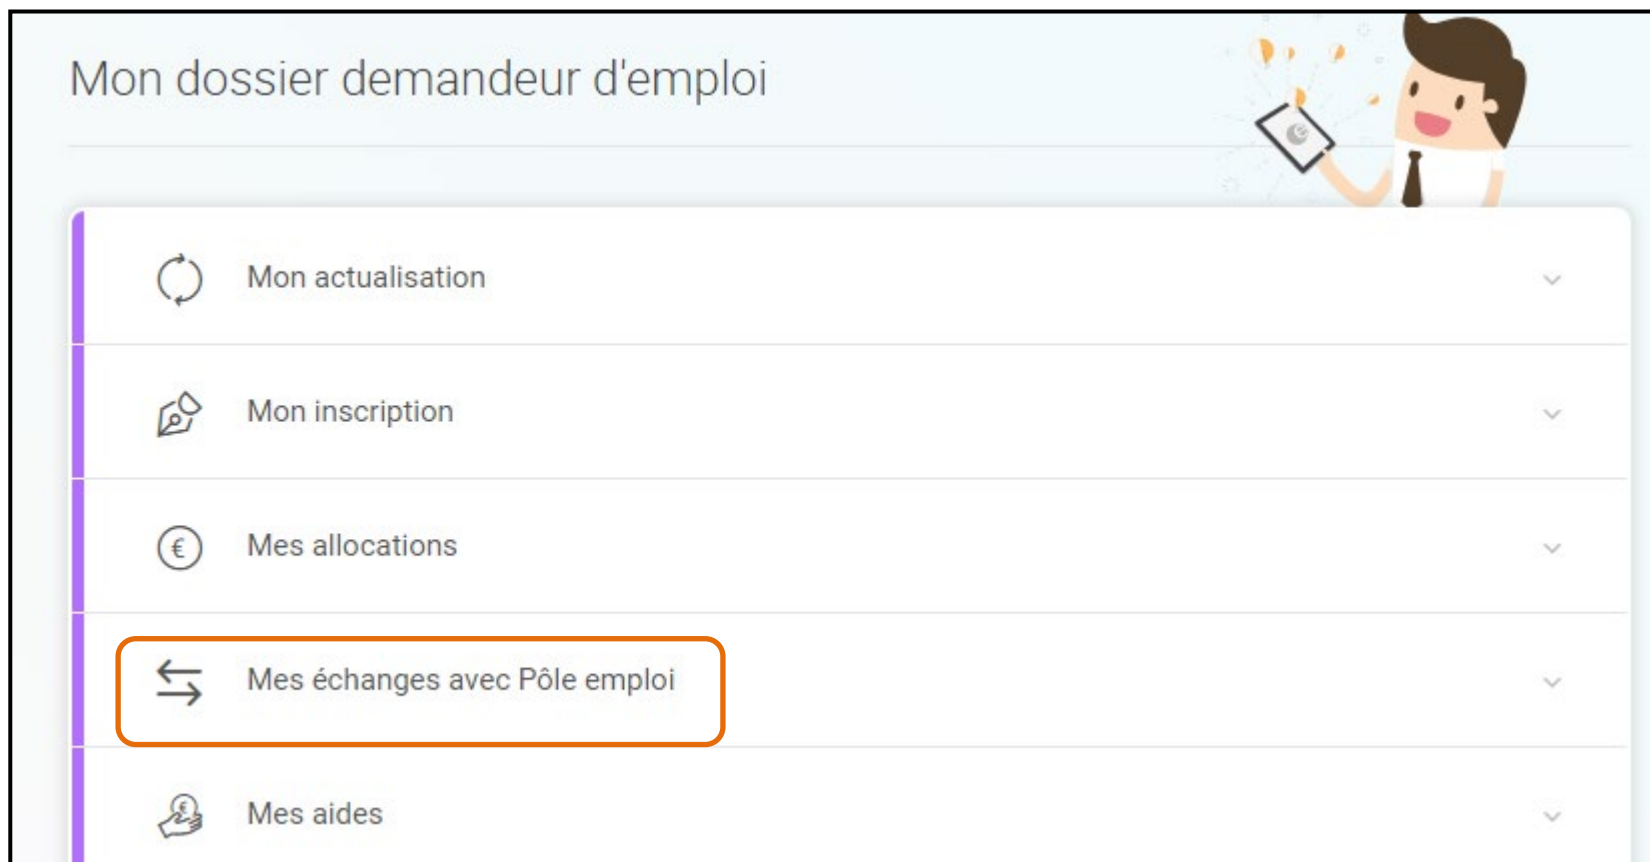 Mon dossier demandeur d'emploi
Mon actualisation
Mon inscription
Mes allocations
Mes échanges avec Pôle emploi
Mes aides